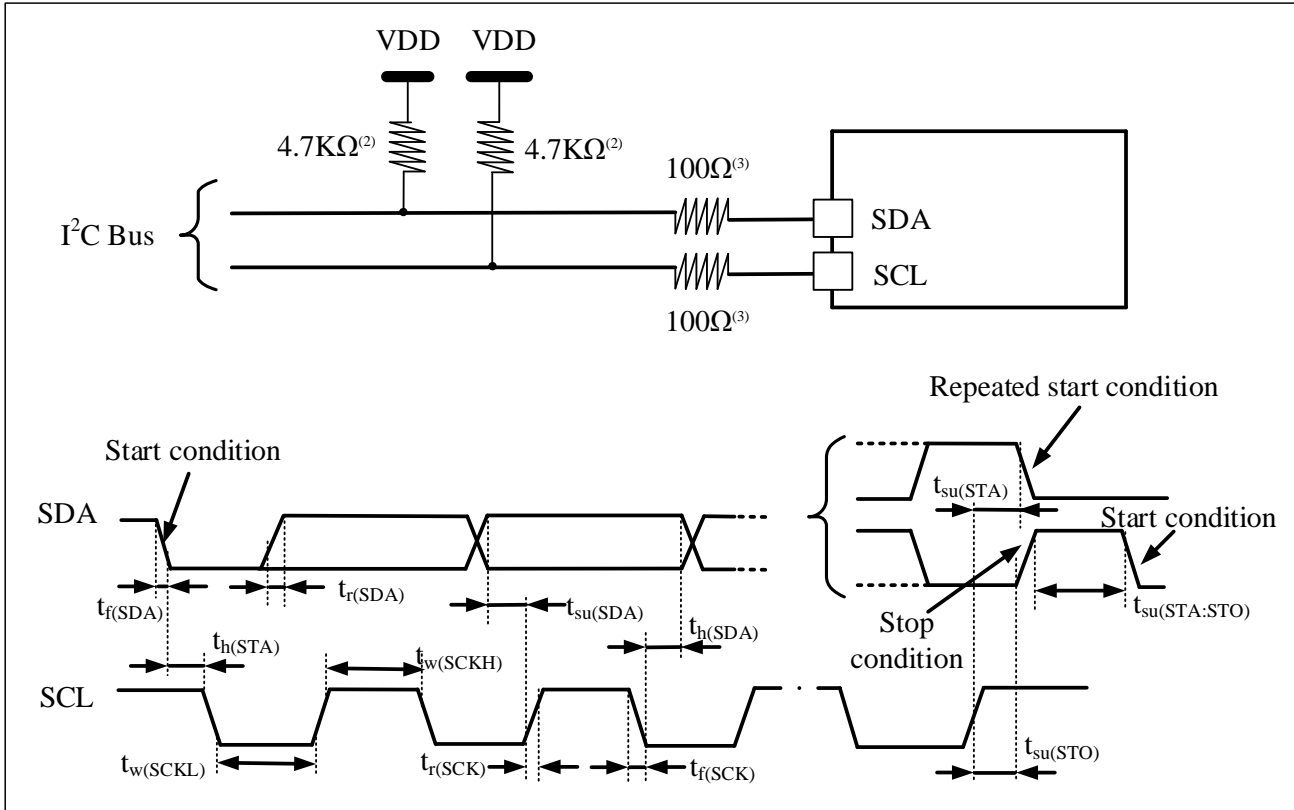 VDD VDD
4.7KΩ(2) 4.7KΩ(2)
100Ω(3)
SDA
I²C Bus
SCL
100Ω(3)
Repeated start condition
Start condition
tsu(STA)
SDA
Start condition
tf(SDA)
tr(SDA)
tsu(SDA)
th(SDA)
tsu(STA:STO)
Stop
condition
th(STA)
tw(SCKH)
SCL
tw(SCKL)
tr(SCK)
tf(SCK)
tsu(STO)